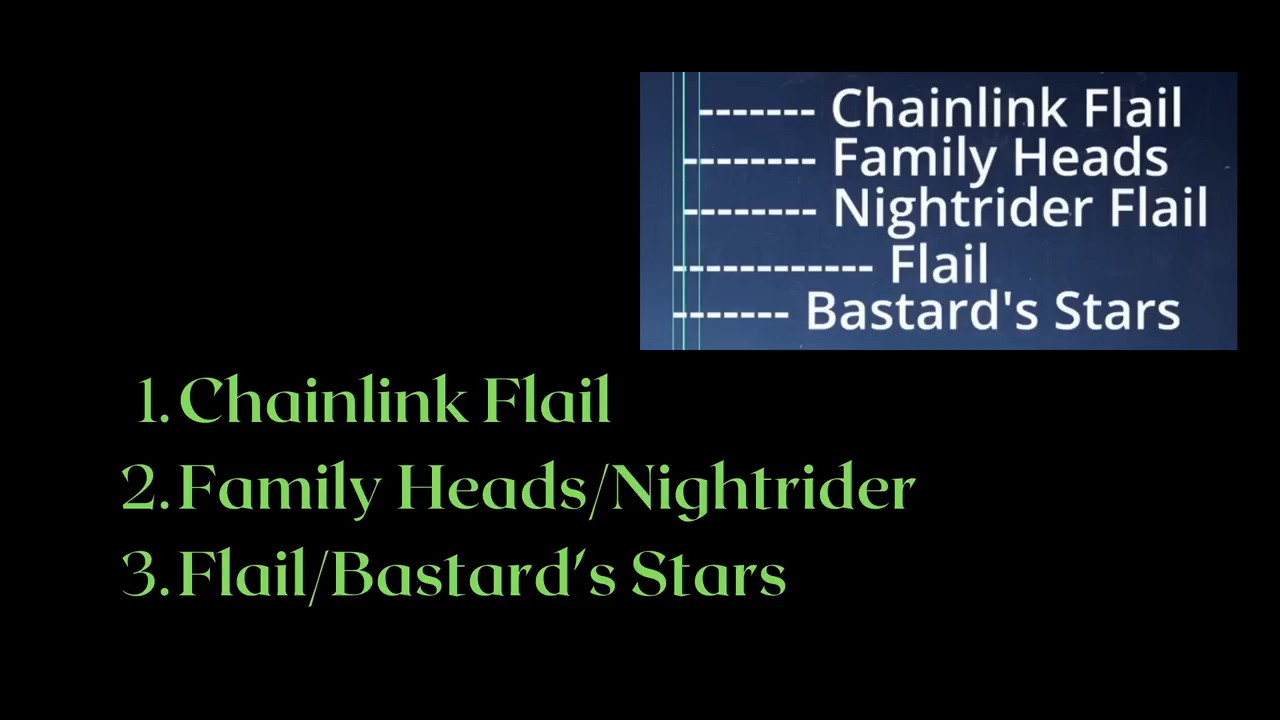 ------- Chainlink Flail
-------- Family Heads
-------- Nightrider Flail
------------ Flail
------- Bastard's Stars
1. Chainlink Flail
2. Family Heads/Nightrider
3. Flail/Bastard's Stars